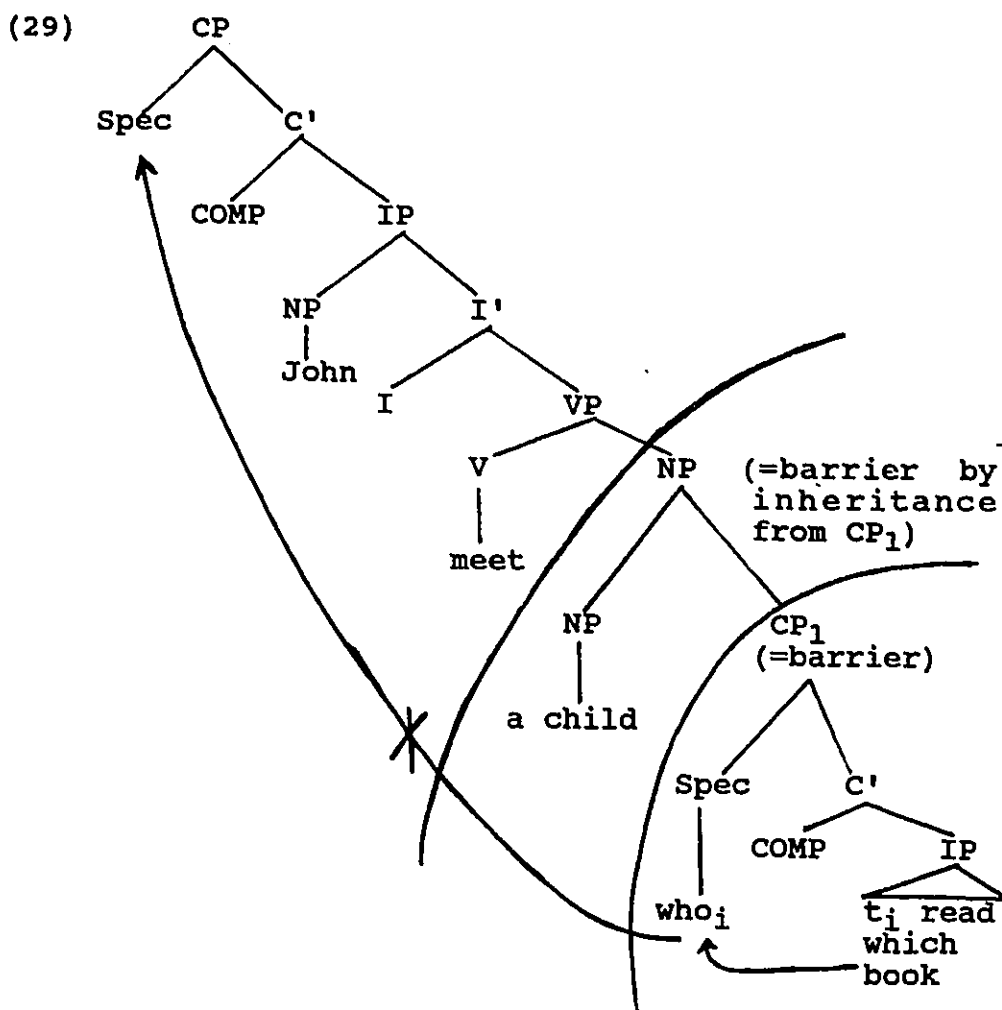 (29) CP
Spec C'
COMP IP
NP I'
John I VP
V NP (=barrier by
inheritance
from CP₁)
meet
NP CP₁
(=barrier)
a child
Spec C'
COMP IP
whoᵢ tᵢ read
which
book